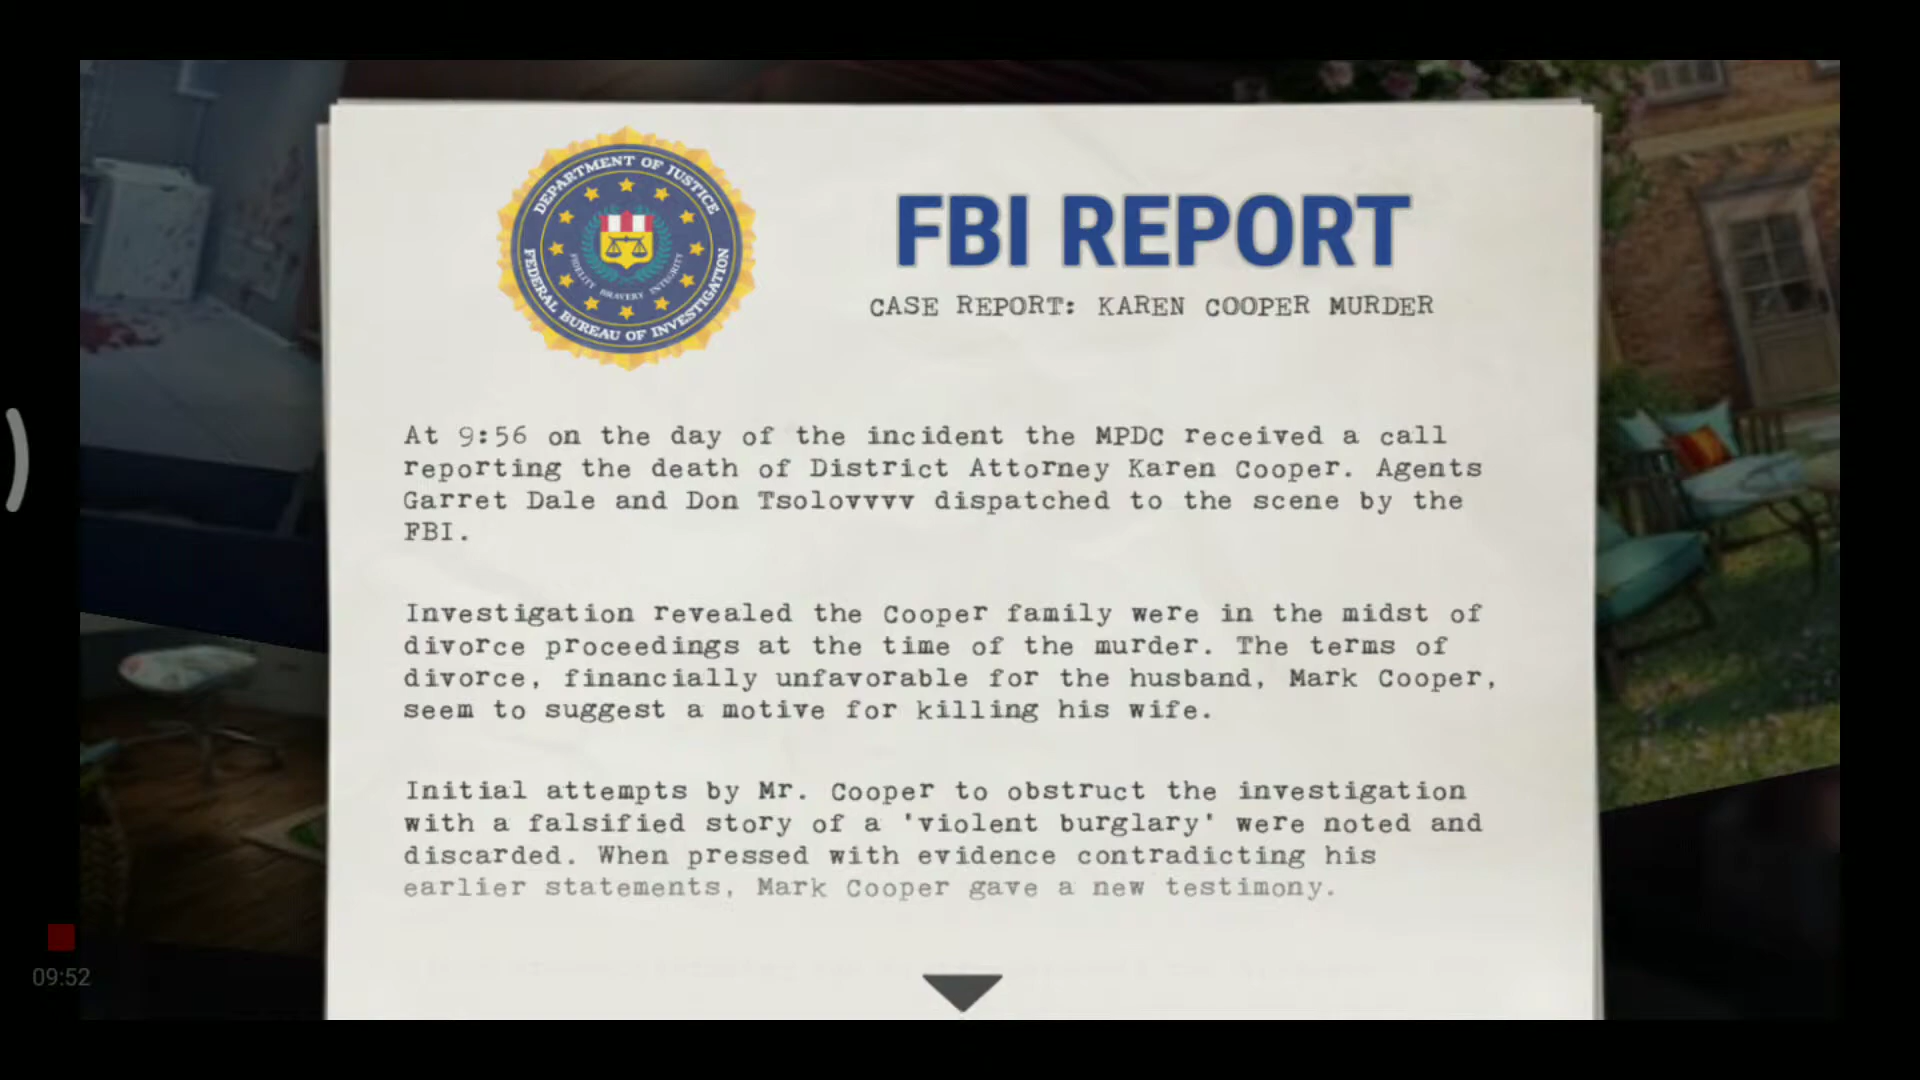 DEPARTMENT OF JUSTICE
FEDERAL BUREAU OF INVESTIGATION
FIDELITY BRAVERY INTEGRITY
FBI REPORT
CASE REPORT: KAREN COOPER MURDER
At 9:56 on the day of the incident the MPDC received a call
reporting the death of District Attorney Karen Cooper. Agents
Garret Dale and Don Tsolovvvv dispatched to the scene by the
FBI.
Investigation revealed the Cooper family were in the midst of
divorce proceedings at the time of the murder. The terms of
divorce, financially unfavorable for the husband, Mark Cooper,
seem to suggest a motive for killing his wife.
Initial attempts by Mr. Cooper to obstruct the investigation
with a falsified story of a 'violent burglary' were noted and
discarded. When pressed with evidence contradicting his
earlier statements, Mark Cooper gave a new testimony.
09:52